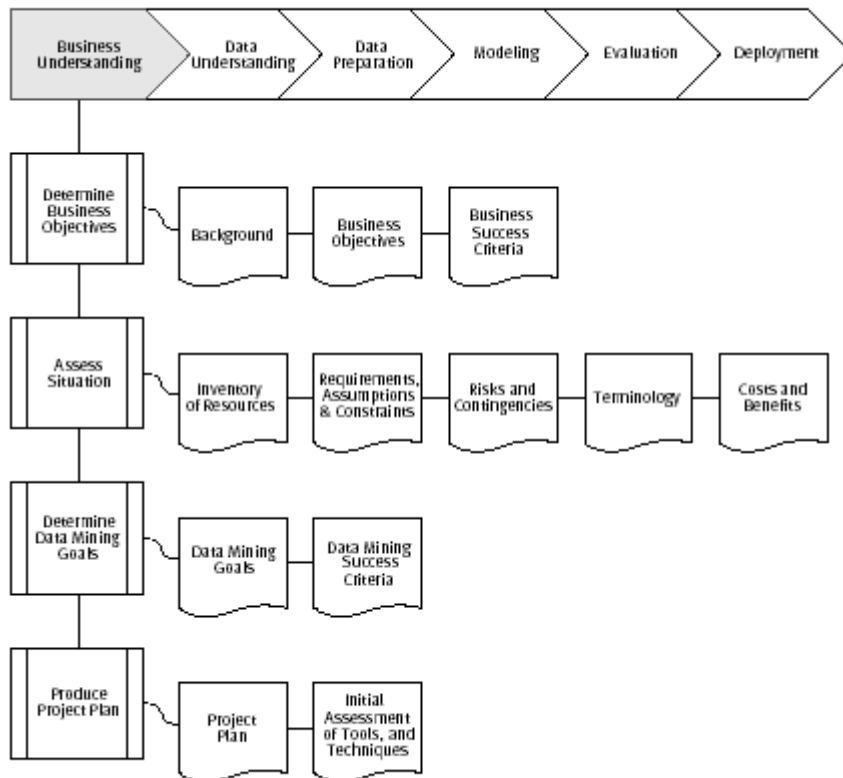 Business
Understanding
Data
Understanding
Data
Preparation
Modeling
Evaluation
Deployment
Determine
Business
Objectives
Background
Business
Objectives
Business
Success
Criteria
Assess
Situation
Inventory
of Resources
Requirements,
Assumptions
& Constraints
Risks and
Contingencies
Terminology
Costs and
Benefits
Determine
Data Mining
Goals
Data Mining
Goals
Data Mining
Success
Criteria
Produce
Project Plan
Project
Plan
Initial
Assessment
of Tools, and
Techniques